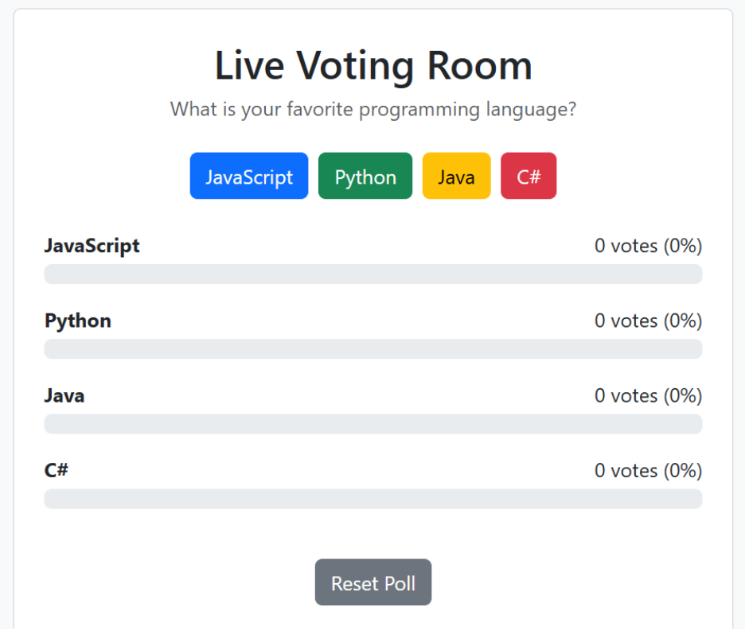 Live Voting Room
What is your favorite programming language?
JavaScript Python Java C#
JavaScript 0 votes (0%)
Python 0 votes (0%)
Java 0 votes (0%)
C# 0 votes (0%)
Reset Poll